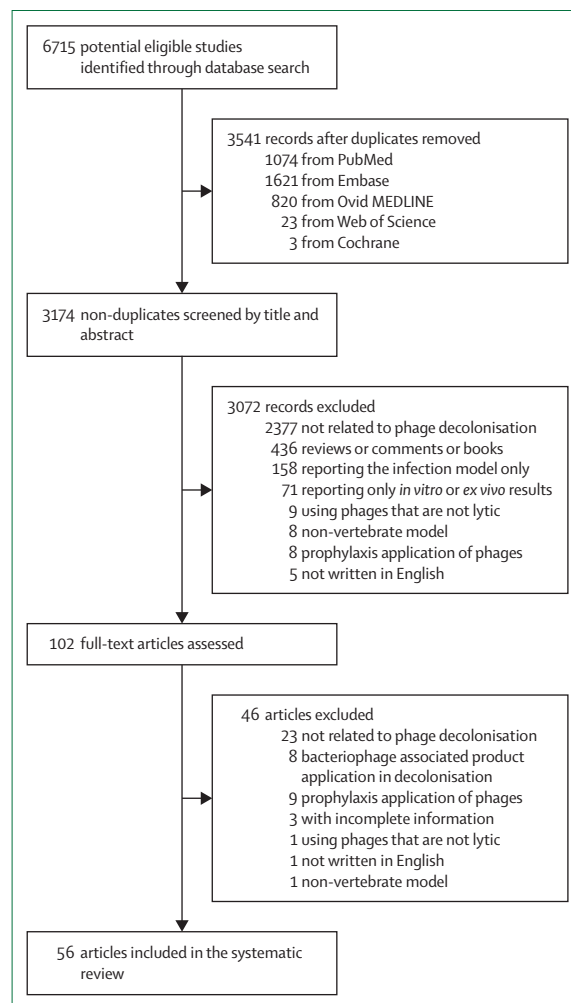 6715 potential eligible studies
identified through database search
3541 records after duplicates removed
1074 from PubMed
1621 from Embase
820 from Ovid MEDLINE
23 from Web of Science
3 from Cochrane
3174 non-duplicates screened by title and
abstract
3072 records excluded
2377 not related to phage decolonisation
436 reviews or comments or books
158 reporting the infection model only
71 reporting only in vitro or ex vivo results
9 using phages that are not lytic
8 non-vertebrate model
8 prophylaxis application of phages
5 not written in English
102 full-text articles assessed
46 articles excluded
23 not related to phage decolonisation
8 bacteriophage associated product
application in decolonisation
9 prophylaxis application of phages
3 with incomplete information
1 using phages that are not lytic
1 not written in English
1 non-vertebrate model
56 articles included in the systematic
review